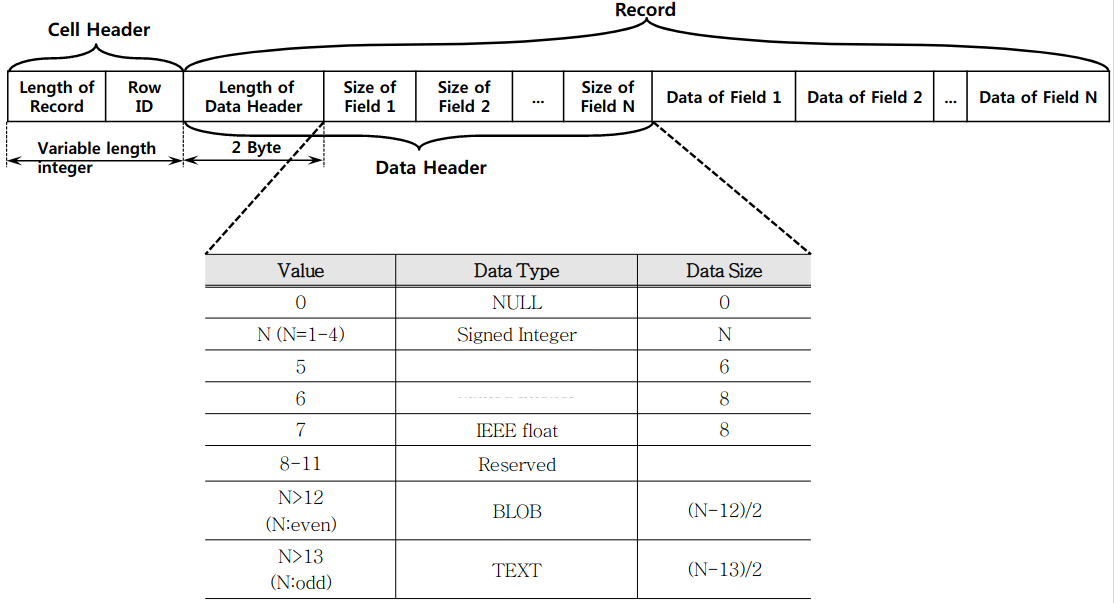 Record
Cell Header
Length of Record
Row ID
Length of Data Header
Size of Field 1
Size of Field 2
...
Size of Field N
Data of Field 1
Data of Field 2
...
Data of Field N
Variable length integer
2 Byte
Data Header
Value Data Type Data Size
0 NULL 0
N (N=1-4) Signed Integer N
5 6
6 8
7 IEEE float 8
8-11 Reserved
N>12 (N:even) BLOB (N-12)/2
N>13 (N:odd) TEXT (N-13)/2